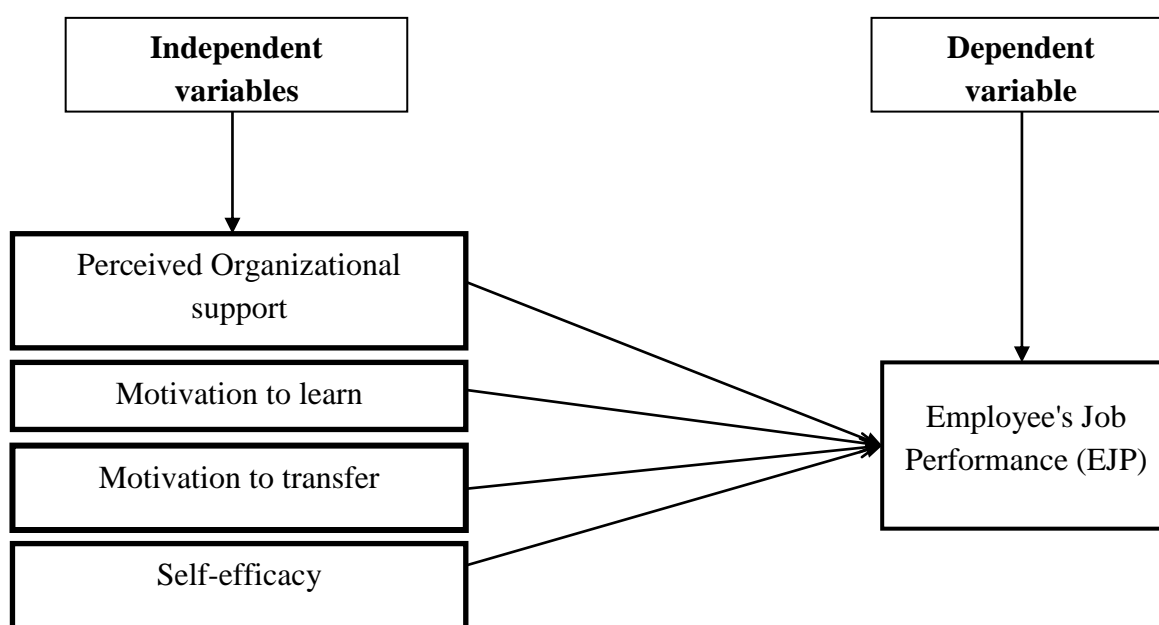 Independent
variables
Dependent
variable
Perceived Organizational
support
Motivation to learn
Motivation to transfer
Self-efficacy
Employee's Job
Performance (EJP)